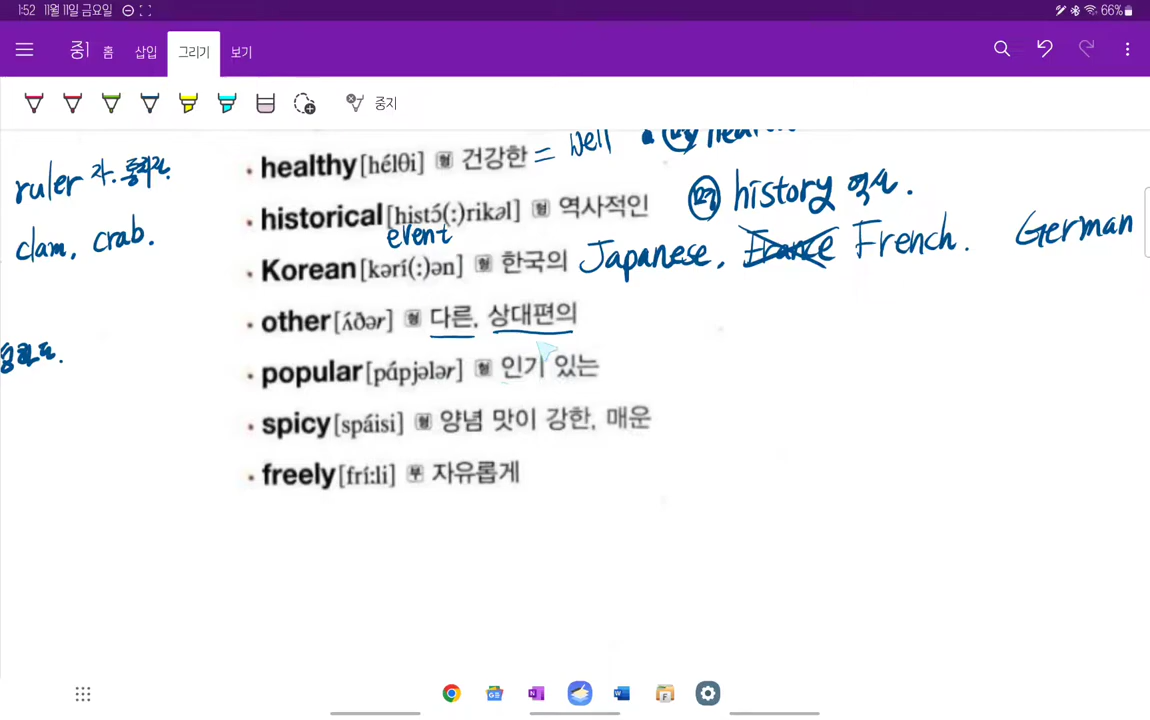 1:52 11월 11일 금요일 66%
중1 홈 삽입 그리기 보기
중지
healthy[hélθi] 형 건강한 = well
ruler 자.
historical[histɔ́(:)rikəl] 형 역사적인 명 history 역사.
event
clam, crab.
Korean[kərí(:)ən] 형 한국의 Japanese, France French. German
other[ʌ́ðər] 형 다른, 상대편의
popular[pápjələr] 형 인기 있는
spicy[spáisi] 형 양념 맛이 강한, 매운
freely[fríːli] 부 자유롭게